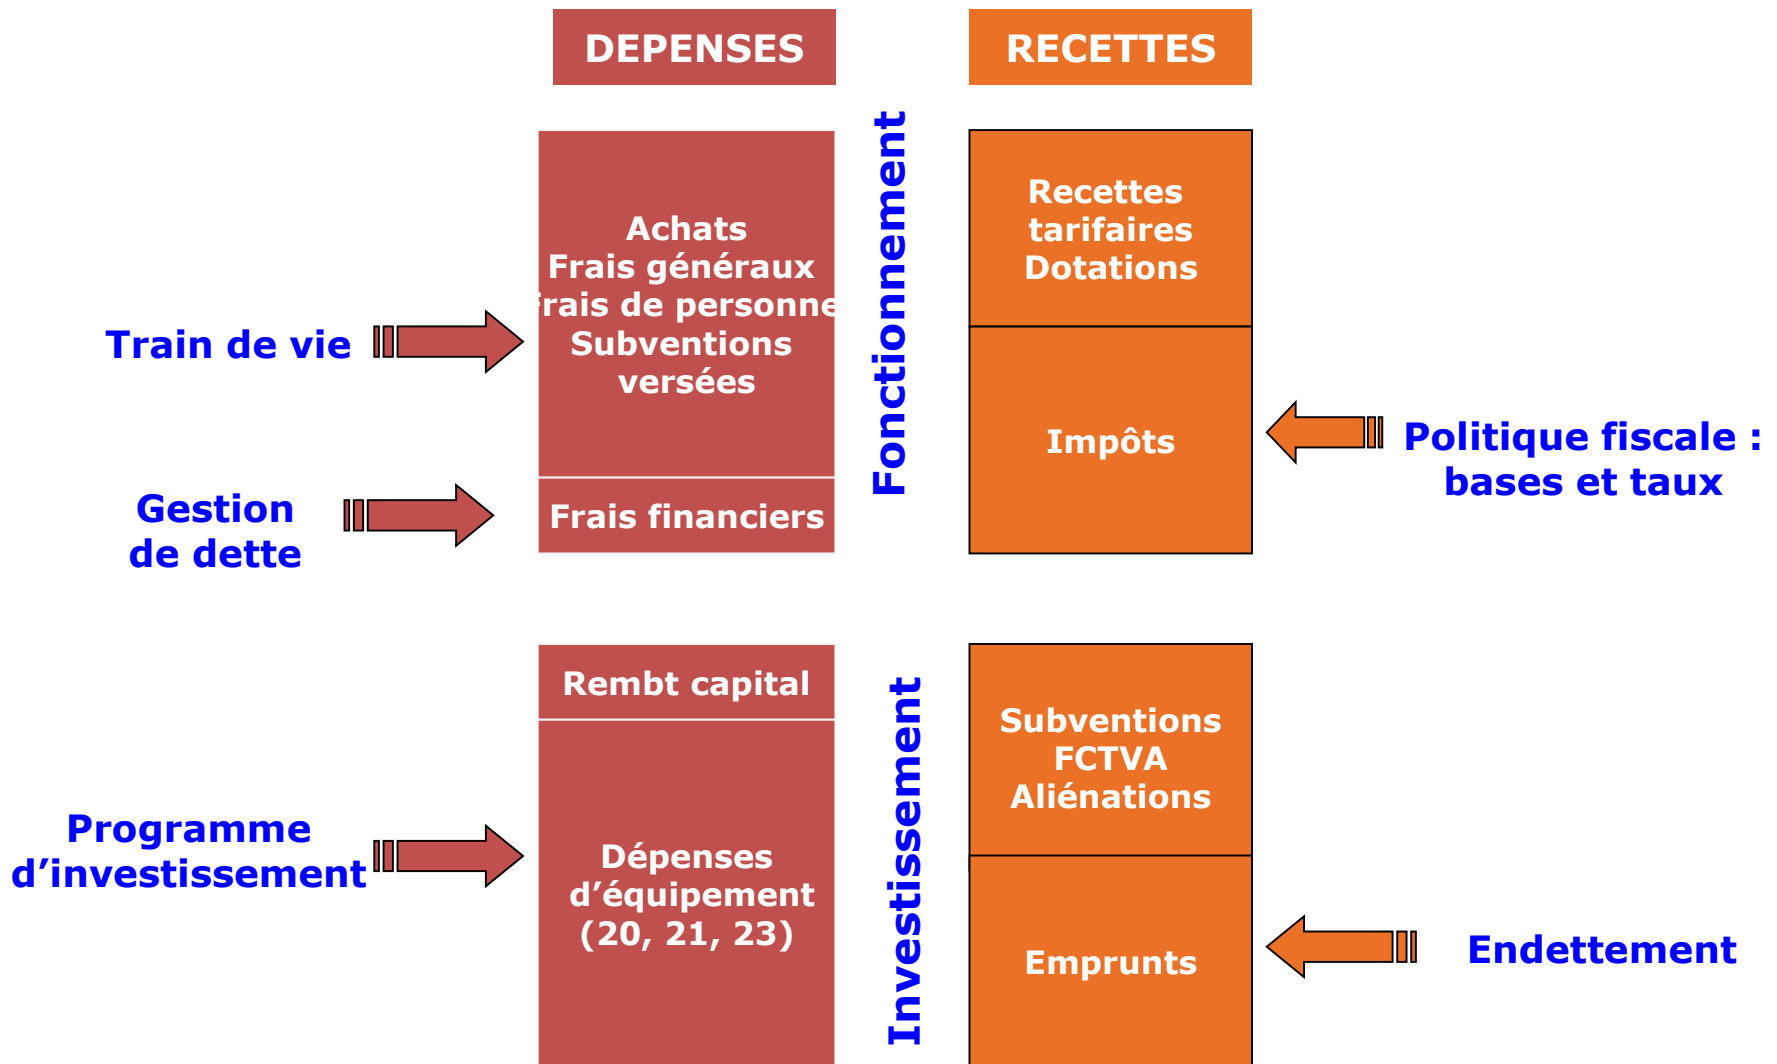 DEPENSES
RECETTES
Fonctionnement
Achats
Frais généraux
Frais de personne
Subventions
versées
Frais financiers
Recettes
tarifaires
Dotations
Impôts
Train de vie
Gestion
de dette
Politique fiscale :
bases et taux
Investissement
Rembt capital
Dépenses
d’équipement
(20, 21, 23)
Subventions
FCTVA
Aliénations
Emprunts
Programme
d’investissement
Endettement